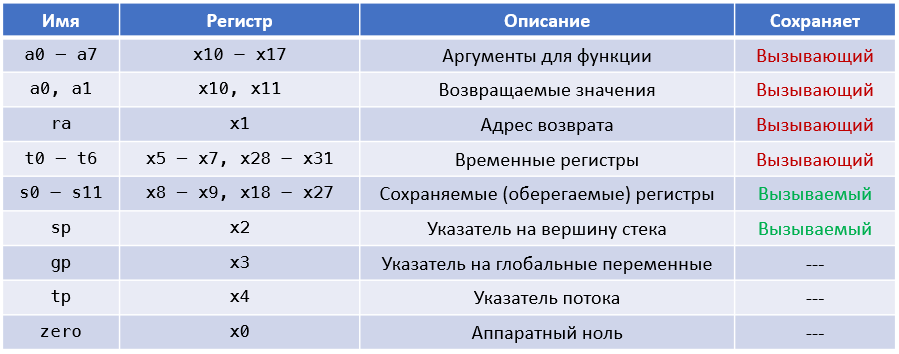 Имя Регистр Описание Сохраняет
a0 – a7 x10 – x17 Аргументы для функции Вызывающий
a0, a1 x10, x11 Возвращаемые значения Вызывающий
ra x1 Адрес возврата Вызывающий
t0 – t6 x5 – x7, x28 – x31 Временные регистры Вызывающий
s0 – s11 x8 – x9, x18 – x27 Сохраняемые (оберегаемые) регистры Вызываемый
sp x2 Указатель на вершину стека Вызываемый
gp x3 Указатель на глобальные переменные ---
tp x4 Указатель потока ---
zero x0 Аппаратный ноль ---